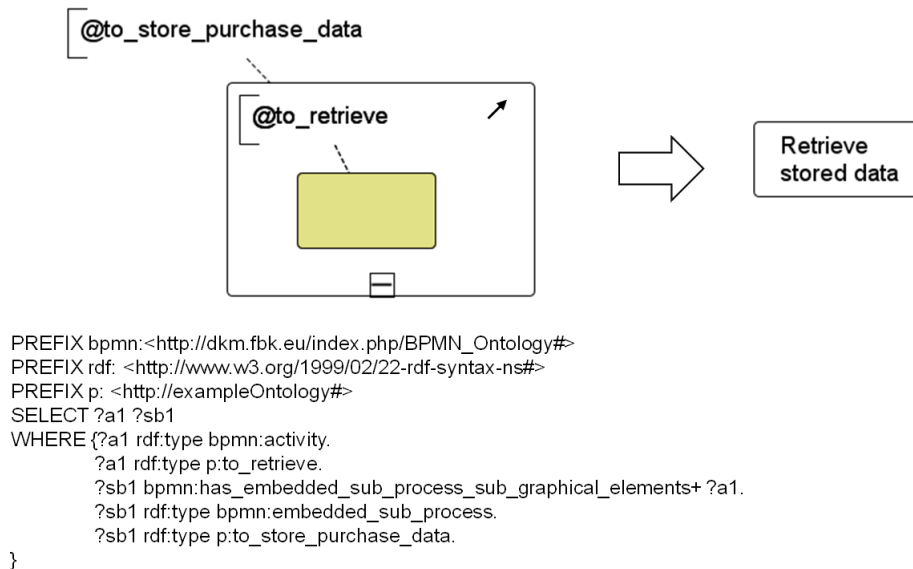 @to_store_purchase_data
@to_retrieve
Retrieve
stored data
PREFIX bpmn:<http://dkm.fbk.eu/index.php/BPMN_Ontology#>
PREFIX rdf: <http://www.w3.org/1999/02/22-rdf-syntax-ns#>
PREFIX p: <http://exampleOntology#>
SELECT ?a1 ?sb1
WHERE {?a1 rdf:type bpmn:activity.
?a1 rdf:type p:to_retrieve.
?sb1 bpmn:has_embedded_sub_process_sub_graphical_elements+ ?a1.
?sb1 rdf:type bpmn:embedded_sub_process.
?sb1 rdf:type p:to_store_purchase_data.
}